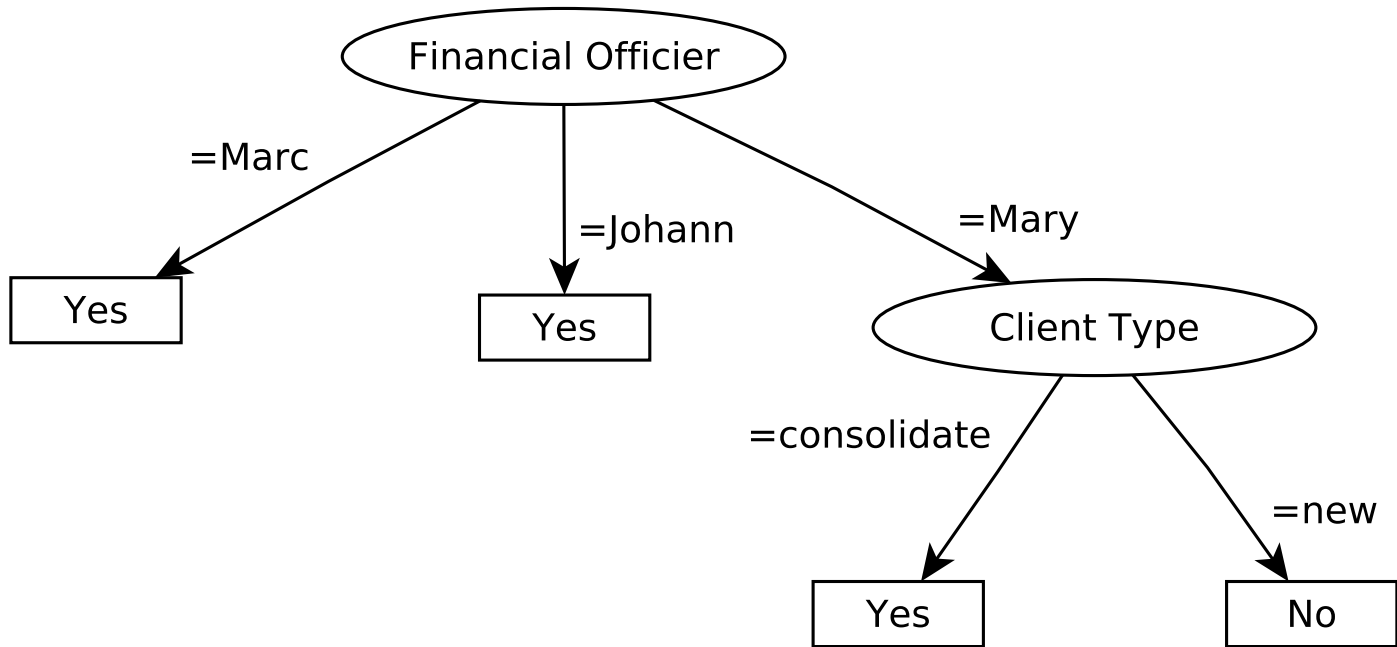 Financial Officier
=Marc
=Johann
=Mary
Yes
Yes
Client Type
=consolidate
=new
Yes
No